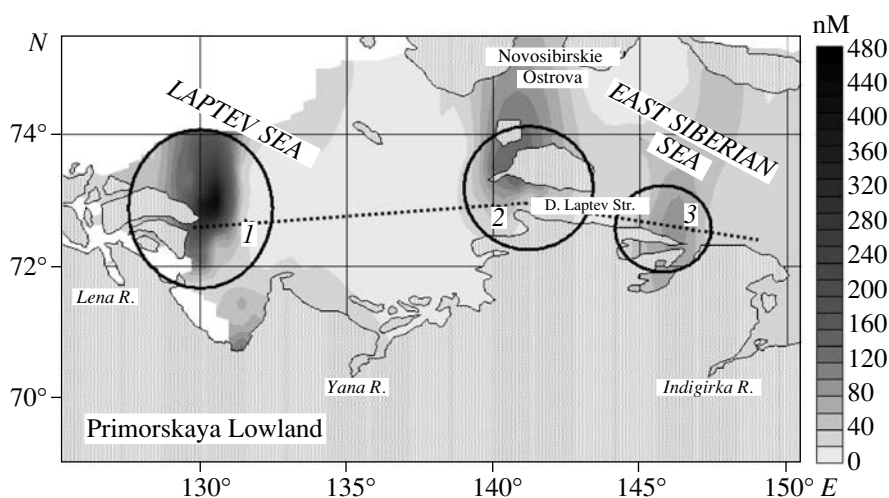 nM
N
480
440
400
360
320
280
240
200
160
120
80
40
0
Novosibirskie
Ostrova
LAPTEV SEA
EAST SIBERIAN
SEA
74°
72°
70°
1
2
D. Laptev Str.
3
Lena R.
Yana R.
Indigirka R.
Primorskaya Lowland
130° 135° 140° 145° 150° E